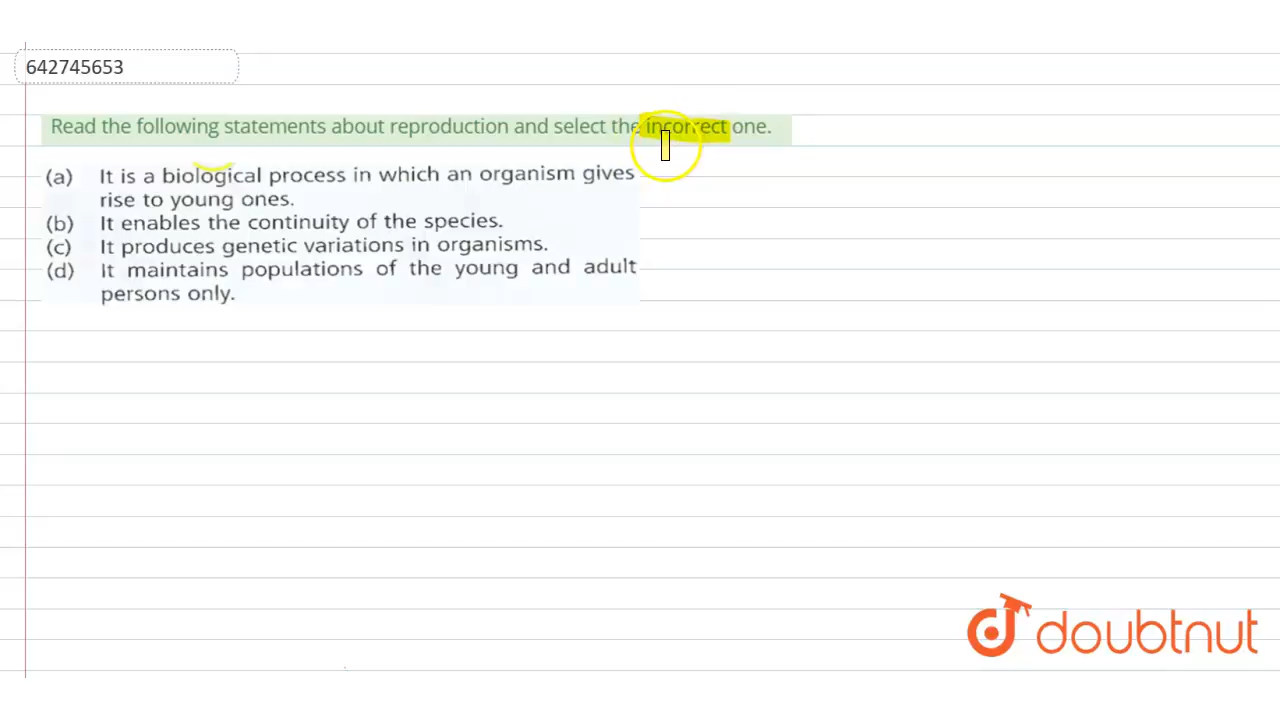 642745653
Read the following statements about reproduction and select the incorrect one.
(a) It is a biological process in which an organism gives
rise to young ones.
(b) It enables the continuity of the species.
(c) It produces genetic variations in organisms.
(d) It maintains populations of the young and adult
persons only.
doubtnut